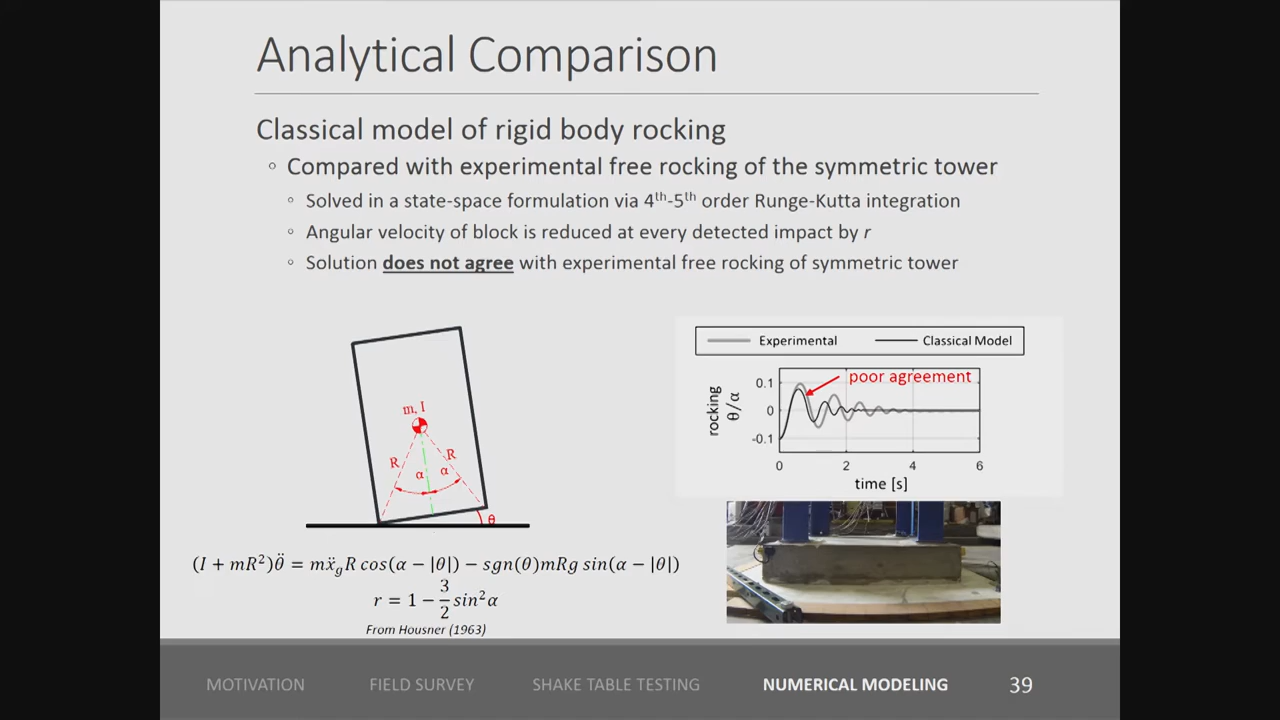 Analytical Comparison
Classical model of rigid body rocking
◦ Compared with experimental free rocking of the symmetric tower
◦ Solved in a state-space formulation via 4th-5th order Runge-Kutta integration
◦ Angular velocity of block is reduced at every detected impact by r
◦ Solution does not agree with experimental free rocking of symmetric tower
m, I
R
R
α
α
θ
(I + mR²)θ̈ = mẍ_g R cos(α − |θ|) − sgn(θ)mRg sin(α − |θ|)
r = 1 − 3/2 sin²α
From Housner (1963)
Experimental
Classical Model
poor agreement
rocking
θ/α
0.1
0
-0.1
0 2 4 6
time [s]
MOTIVATION
FIELD SURVEY
SHAKE TABLE TESTING
NUMERICAL MODELING
39